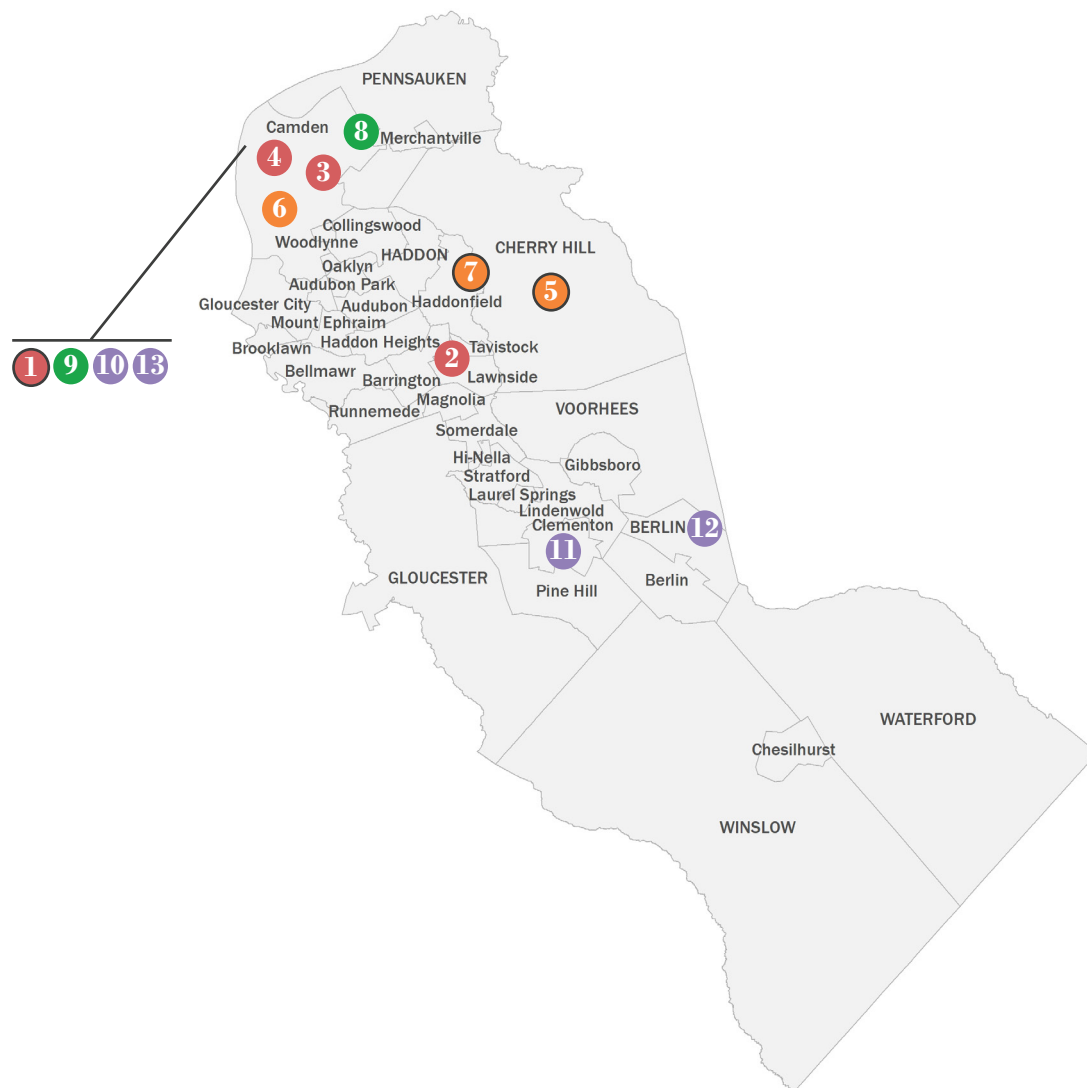 PENNSAUKEN
Camden
8
Merchantville
4
3
6
Collingswood
Woodlynne
CHERRY HILL
HADDON
Oaklyn
7
Audubon Park
5
Haddonfield
Gloucester City
Audubon
Mount Ephraim
Haddon Heights
Tavistock
Brooklawn
2
1 9 10 13
Bellmawr
Lawnside
Barrington
Magnolia
VOORHEES
Runnemede
Somerdale
Hi-Nella
Gibbsboro
Stratford
Laurel Springs
Lindenwold
Clementon
BERLIN
12
11
GLOUCESTER
Berlin
Pine Hill
WATERFORD
Chesilhurst
WINSLOW